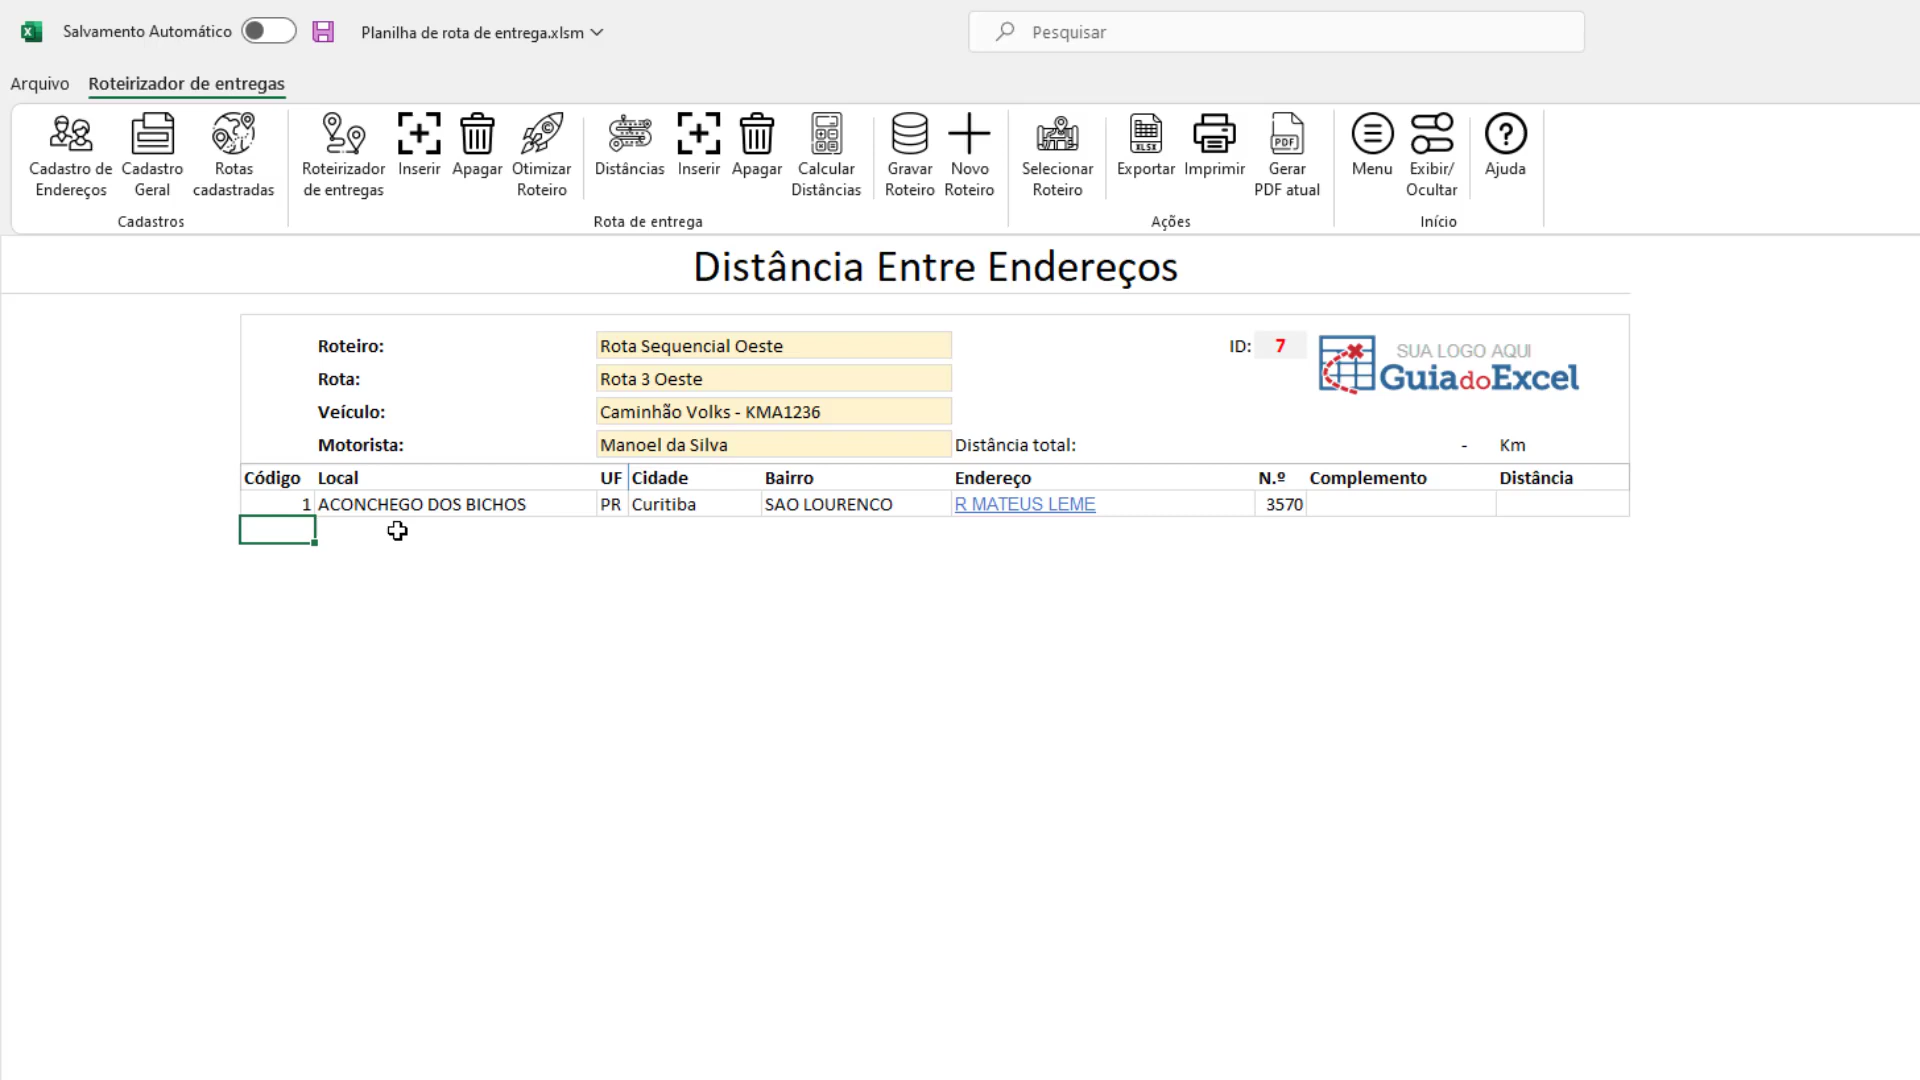 Salvamento Automático
Planilha de rota de entrega.xlsm
Pesquisar
Arquivo
Roteirizador de entregas
Cadastro de Endereços
Cadastro Geral
Rotas cadastradas
Cadastros
Roteirizador de entregas
Inserir
Apagar
Otimizar Roteiro
Distâncias
Inserir
Apagar
Calcular Distâncias
Gravar Roteiro
Novo Roteiro
Rota de entrega
Selecionar Roteiro
XLSX
Exportar
Imprimir
PDF
Gerar PDF atual
Ações
Menu
Exibir/ Ocultar
Início
Ajuda
Distância Entre Endereços
Roteiro: Rota Sequencial Oeste ID: 7
SUA LOGO AQUI
GuiadoExcel
Rota: Rota 3 Oeste
Veículo: Caminhão Volks - KMA1236
Motorista: Manoel da Silva Distância total: - Km
Código Local UF Cidade Bairro Endereço N.º Complemento Distância
1 ACONCHEGO DOS BICHOS PR Curitiba SAO LOURENCO R MATEUS LEME 3570